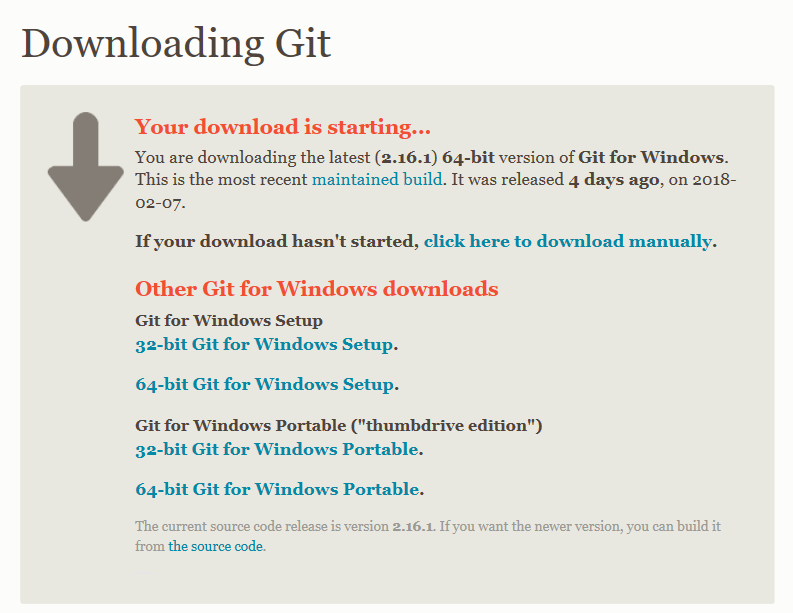 Downloading Git
Your download is starting...
You are downloading the latest (2.16.1) 64-bit version of Git for Windows.
This is the most recent maintained build. It was released 4 days ago, on 2018-
02-07.
If your download hasn't started, click here to download manually.
Other Git for Windows downloads
Git for Windows Setup
32-bit Git for Windows Setup.
64-bit Git for Windows Setup.
Git for Windows Portable ("thumbdrive edition")
32-bit Git for Windows Portable.
64-bit Git for Windows Portable.
The current source code release is version 2.16.1. If you want the newer version, you can build it
from the source code.